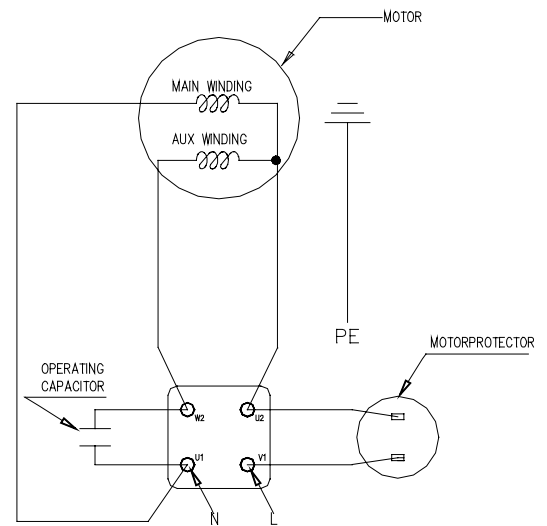 MOTOR
MAIN WINDING
AUX WINDING
PE
MOTORPROTECTOR
OPERATING
CAPACITOR
W2
U2
U1
V1
N
L